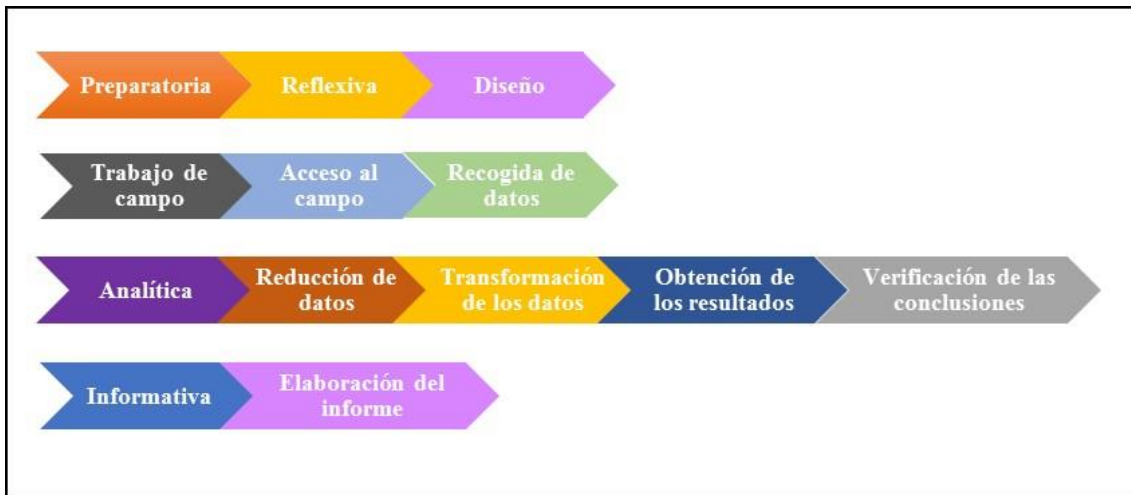 Preparatoria
Reflexiva
Diseño
Trabajo de
campo
Acceso al
campo
Recogida de
datos
Analítica
Reducción de
datos
Transformación
de los datos
Obtención de
los resultados
Verificación de las
conclusiones
Informativa
Elaboración del
informe